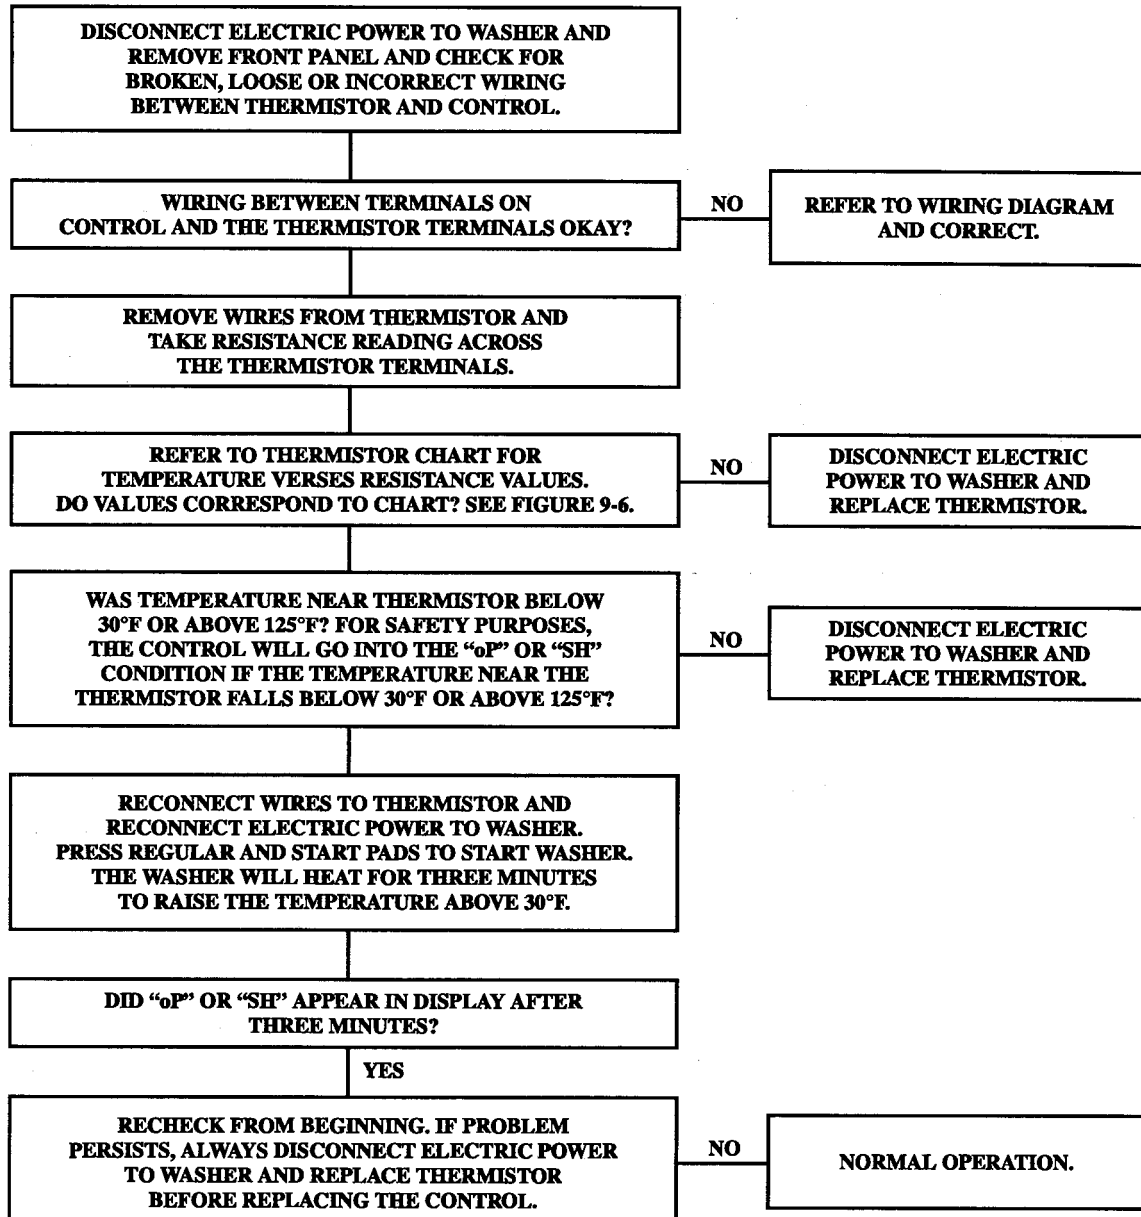 DISCONNECT ELECTRIC POWER TO WASHER AND
REMOVE FRONT PANEL AND CHECK FOR
BROKEN, LOOSE OR INCORRECT WIRING
BETWEEN THERMISTOR AND CONTROL.
WIRING BETWEEN TERMINALS ON
CONTROL AND THE THERMISTOR TERMINALS OKAY?
NO
REFER TO WIRING DIAGRAM
AND CORRECT.
REMOVE WIRES FROM THERMISTOR AND
TAKE RESISTANCE READING ACROSS
THE THERMISTOR TERMINALS.
REFER TO THERMISTOR CHART FOR
TEMPERATURE VERSES RESISTANCE VALUES.
DO VALUES CORRESPOND TO CHART? SEE FIGURE 9-6.
NO
DISCONNECT ELECTRIC
POWER TO WASHER AND
REPLACE THERMISTOR.
WAS TEMPERATURE NEAR THERMISTOR BELOW
30°F OR ABOVE 125°F? FOR SAFETY PURPOSES,
THE CONTROL WILL GO INTO THE “oP” OR “SH”
CONDITION IF THE TEMPERATURE NEAR THE
THERMISTOR FALLS BELOW 30°F OR ABOVE 125°F?
NO
DISCONNECT ELECTRIC
POWER TO WASHER AND
REPLACE THERMISTOR.
RECONNECT WIRES TO THERMISTOR AND
RECONNECT ELECTRIC POWER TO WASHER.
PRESS REGULAR AND START PADS TO START WASHER.
THE WASHER WILL HEAT FOR THREE MINUTES
TO RAISE THE TEMPERATURE ABOVE 30°F.
DID “oP” OR “SH” APPEAR IN DISPLAY AFTER
THREE MINUTES?
YES
RECHECK FROM BEGINNING. IF PROBLEM
PERSISTS, ALWAYS DISCONNECT ELECTRIC POWER
TO WASHER AND REPLACE THERMISTOR
BEFORE REPLACING THE CONTROL.
NO
NORMAL OPERATION.